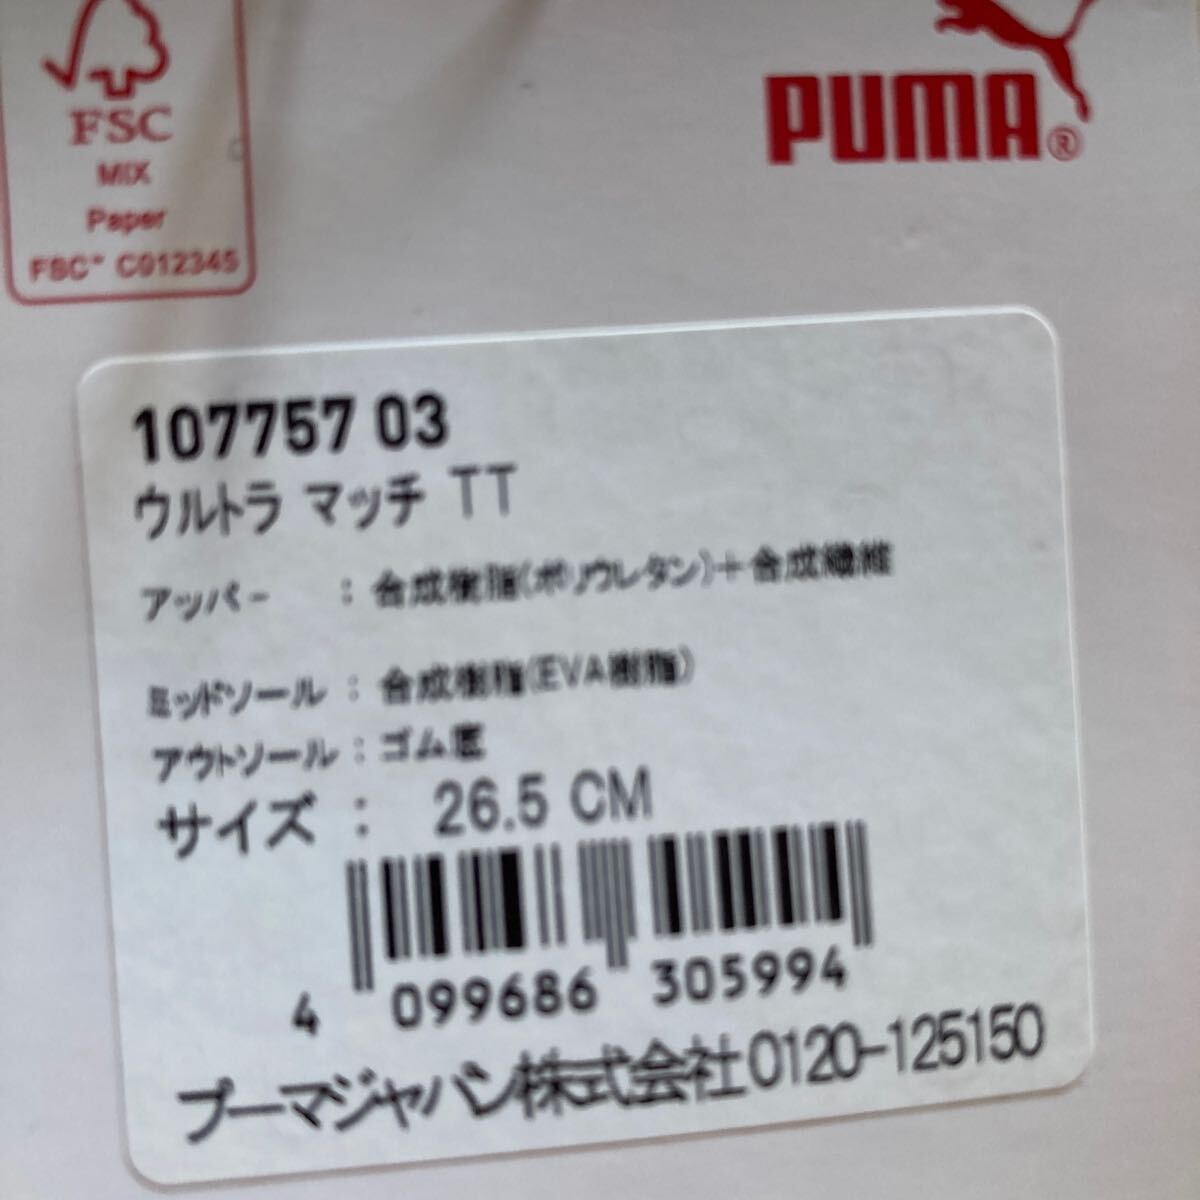 FSC
MIX
Paper
FSC™ C012345
PUMA®
107757 03
ウルトラ マッチ TT
アッパー : 合成樹脂(ポリウレタン)+合成繊維
ミッドソール : 合成樹脂(EVA樹脂)
アウトソール : ゴム底
サイズ : 26.5 CM
4 099686 305994
プーマジャパン株式会社0120-125150